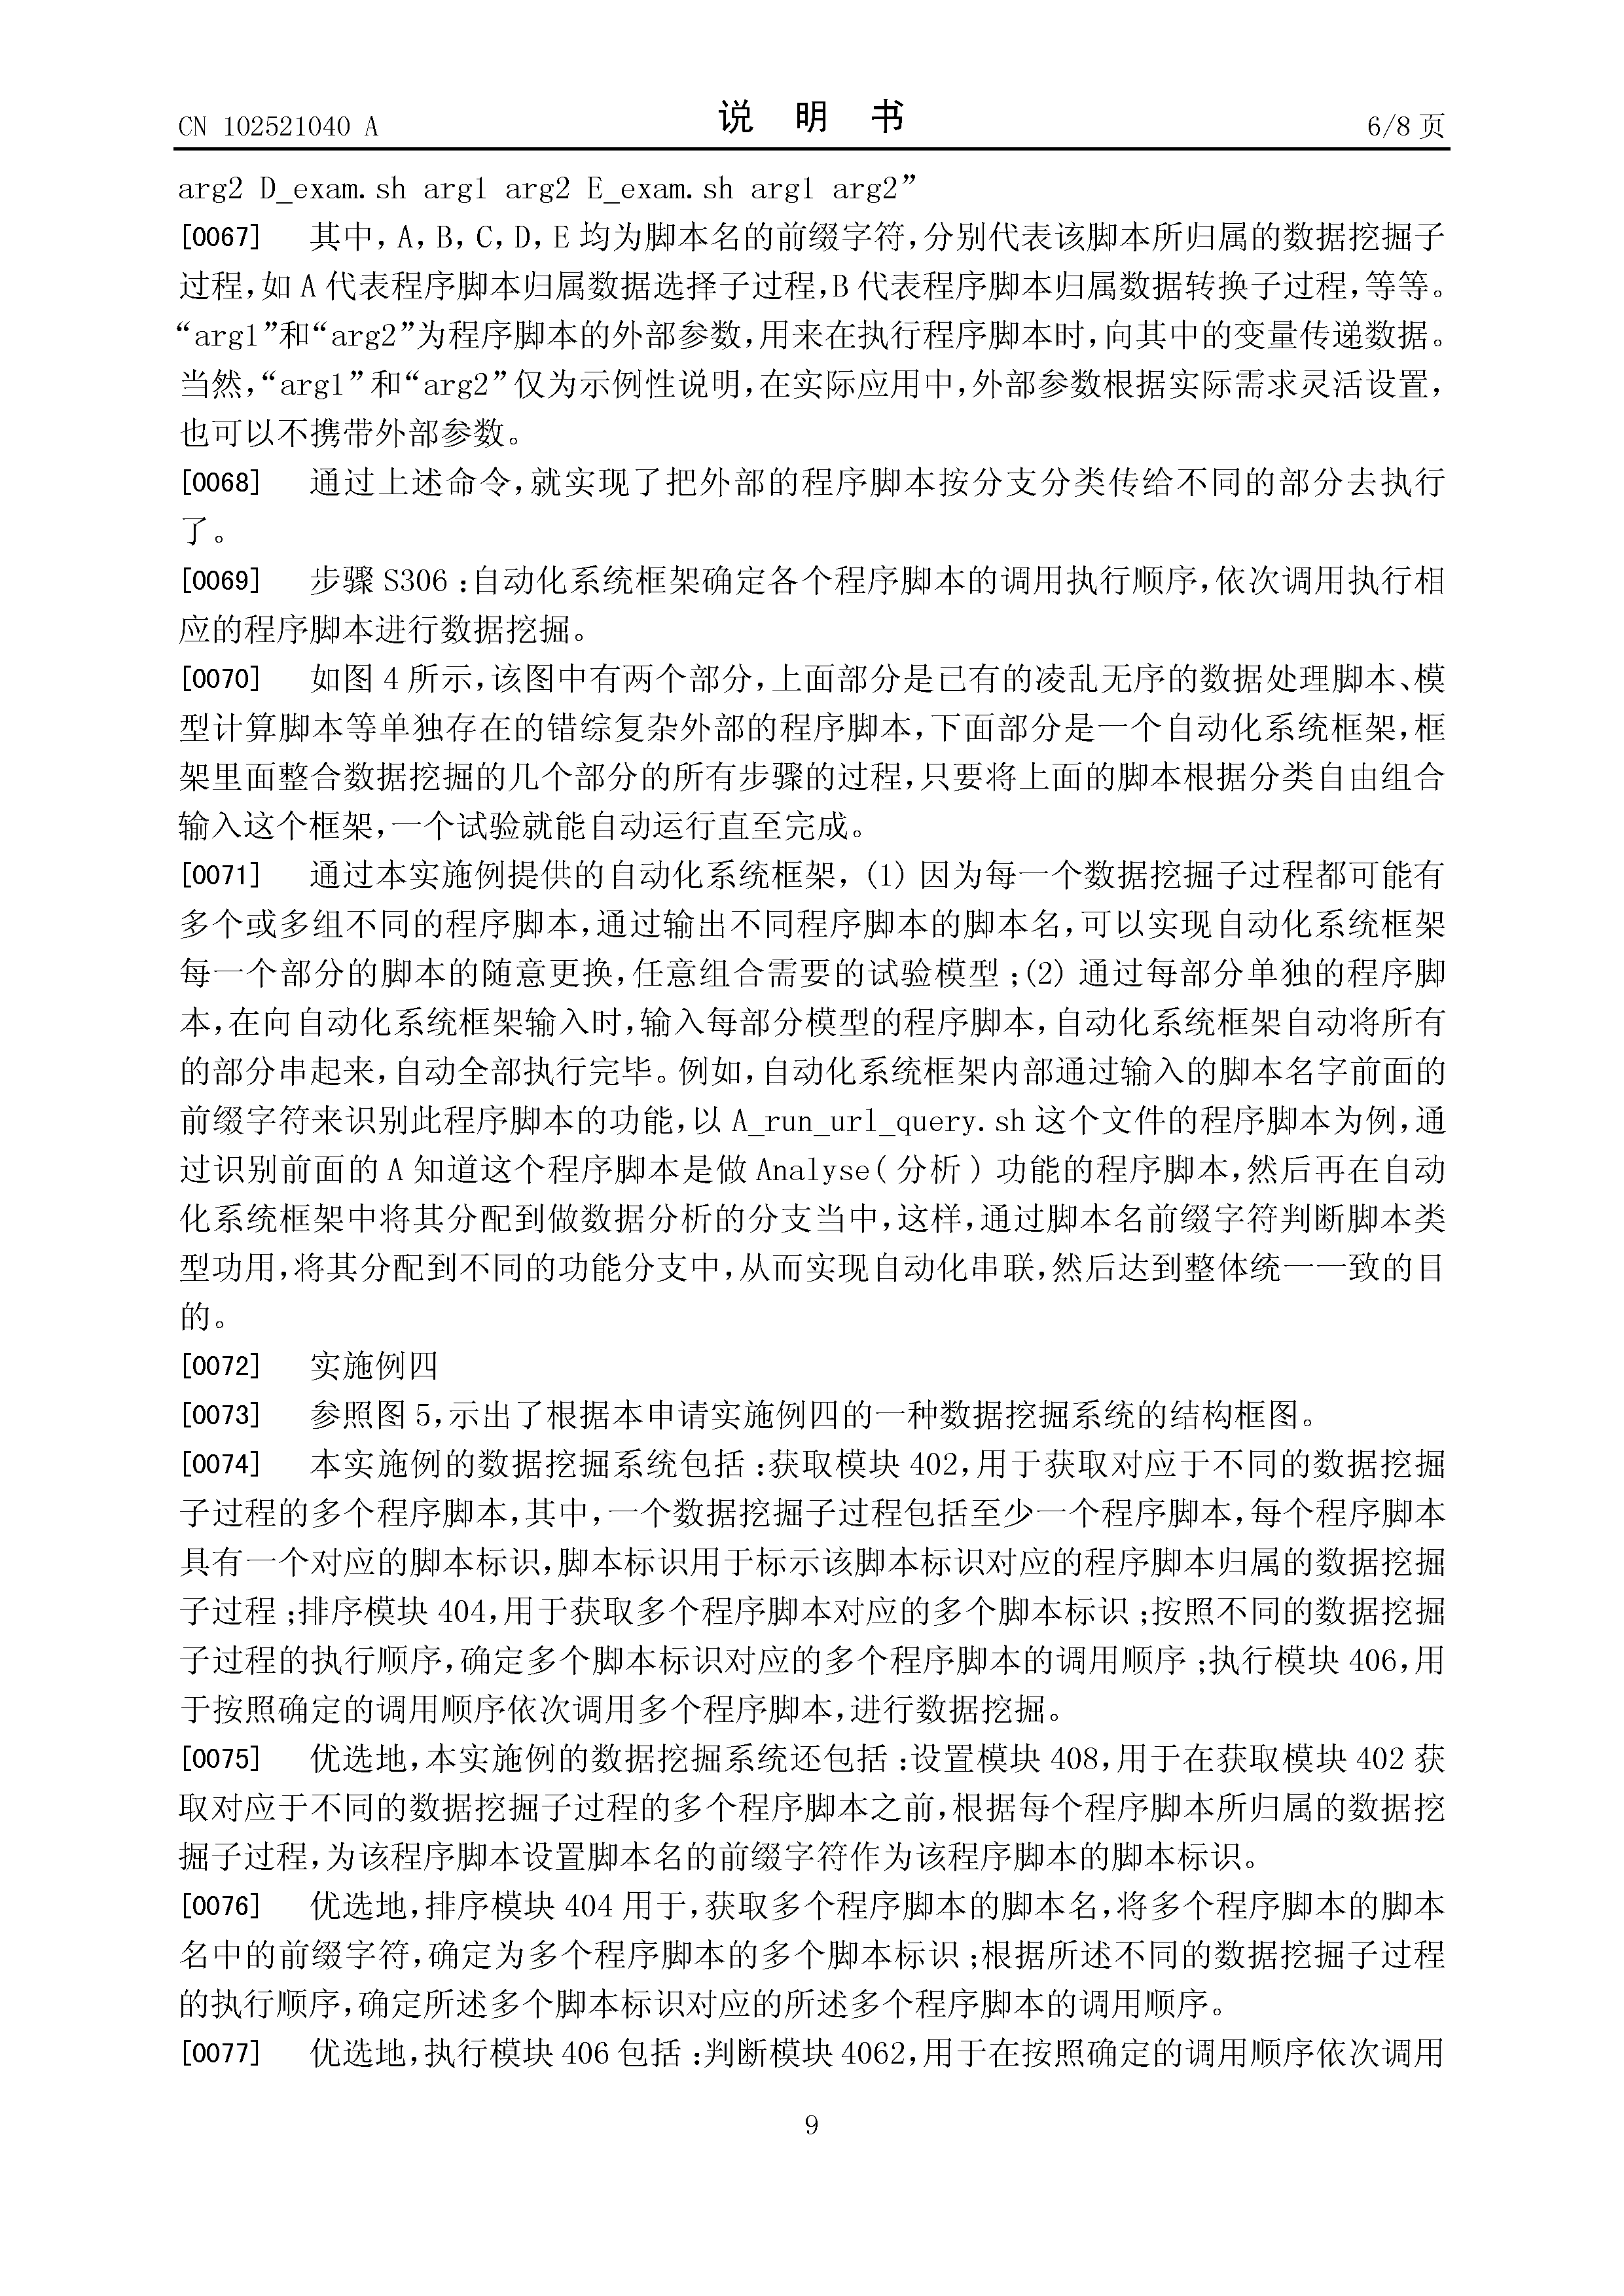 CN 102521040 A
说 明 书
6/8 页
arg2 D_exam.sh arg1 arg2 E_exam.sh arg1 arg2”
[0067] 其中，A，B，C，D，E 均为脚本名的前缀字符，分别代表该脚本所归属的数据挖掘子
过程，如 A 代表程序脚本归属数据选择子过程，B 代表程序脚本归属数据转换子过程，等等。
“arg1”和“arg2”为程序脚本的外部参数，用来在执行程序脚本时，向其中的变量传递数据。
当然，“arg1”和“arg2”仅为示例性说明，在实际应用中，外部参数根据实际需求灵活设置，
也可以不携带外部参数。
[0068] 通过上述命令，就实现了把外部的程序脚本按分支分类传给不同的部分去执行
了。
[0069] 步骤 S306：自动化系统框架确定各个程序脚本的调用执行顺序，依次调用执行相
应的程序脚本进行数据挖掘。
[0070] 如图 4 所示，该图中有两个部分，上面部分是已有的凌乱无序的数据处理脚本、模
型计算脚本等单独存在的错综复杂外部的程序脚本，下面部分是一个自动化系统框架，框
架里面整合数据挖掘的几个部分的所有步骤的过程，只要将上面的脚本根据分类自由组合
输入这个框架，一个试验就能自动运行直至完成。
[0071] 通过本实施例提供的自动化系统框架，(1) 因为每一个数据挖掘子过程都可能有
多个或多组不同的程序脚本，通过输出不同程序脚本的脚本名，可以实现自动化系统框架
每一个部分的脚本的随意更换，任意组合需要的试验模型；(2) 通过每部分单独的程序脚
本，在向自动化系统框架输入时，输入每部分模型的程序脚本，自动化系统框架自动将所有
的部分串起来，自动全部执行完毕。例如，自动化系统框架内部通过输入的脚本名字前面的
前缀字符来识别此程序脚本的功能，以 A_run_url_query.sh 这个文件的程序脚本为例，通
过识别前面的 A 知道这个程序脚本是做 Analyse( 分析 ) 功能的程序脚本，然后再在自动
化系统框架中将其分配到做数据分析的分支当中，这样，通过脚本名前缀字符判断脚本类
型功用，将其分配到不同的功能分支中，从而实现自动化串联，然后达到整体统一一致的目
的。
[0072] 实施例四
[0073] 参照图 5，示出了根据本申请实施例四的一种数据挖掘系统的结构框图。
[0074] 本实施例的数据挖掘系统包括：获取模块 402，用于获取对应于不同的数据挖掘
子过程的多个程序脚本，其中，一个数据挖掘子过程包括至少一个程序脚本，每个程序脚本
具有一个对应的脚本标识，脚本标识用于标示该脚本标识对应的程序脚本归属的数据挖掘
子过程；排序模块 404，用于获取多个程序脚本对应的多个脚本标识；按照不同的数据挖掘
子过程的执行顺序，确定多个脚本标识对应的多个程序脚本的调用顺序；执行模块 406，用
于按照确定的调用顺序依次调用多个程序脚本，进行数据挖掘。
[0075] 优选地，本实施例的数据挖掘系统还包括：设置模块 408，用于在获取模块 402 获
取对应于不同的数据挖掘子过程的多个程序脚本之前，根据每个程序脚本所归属的数据挖
掘子过程，为该程序脚本设置脚本名的前缀字符作为该程序脚本的脚本标识。
[0076] 优选地，排序模块 404 用于，获取多个程序脚本的脚本名，将多个程序脚本的脚本
名中的前缀字符，确定为多个程序脚本的多个脚本标识；根据所述不同的数据挖掘子过程
的执行顺序，确定所述多个脚本标识对应的所述多个程序脚本的调用顺序。
[0077] 优选地，执行模块 406 包括：判断模块 4062，用于在按照确定的调用顺序依次调用
9